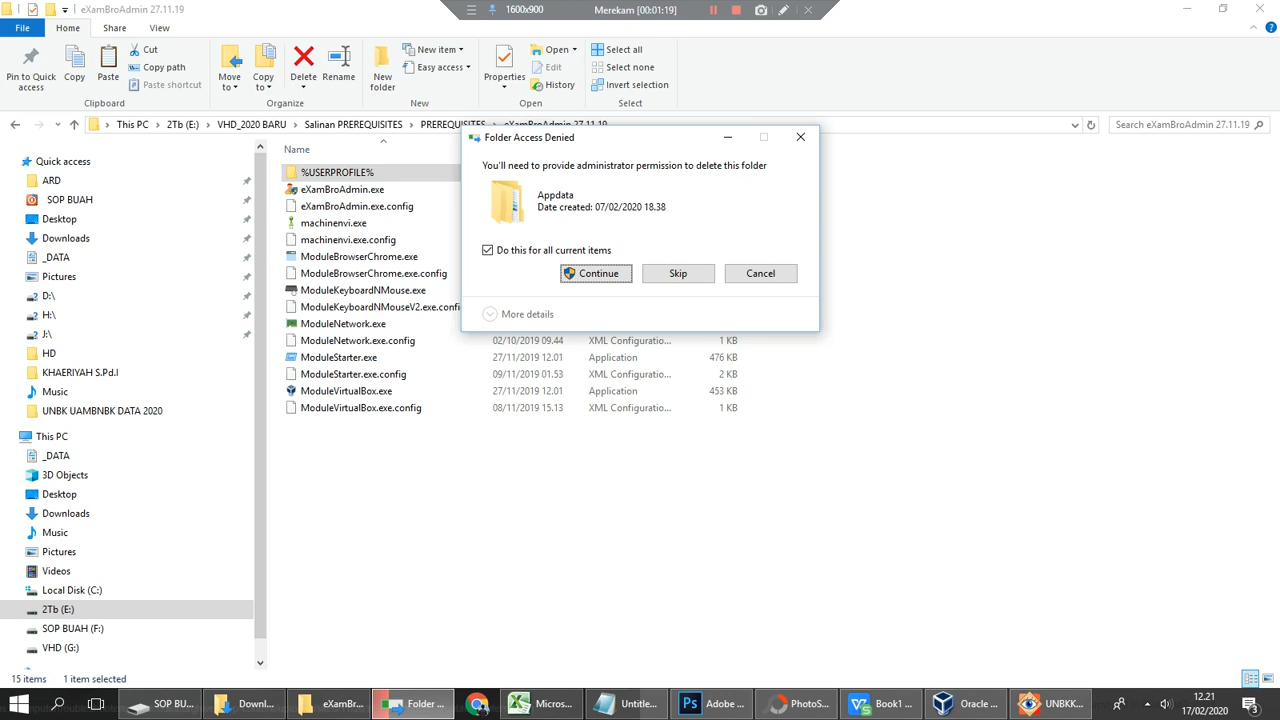 eXamBroAdmin 27.11.19
1600x900
Merekam [00:01:19]
File
Home
Share
View
Pin to Quick access
Copy
Paste
Cut
Copy path
Paste shortcut
Clipboard
Move to
Copy to
Delete
Rename
Organize
New folder
New item
Easy access
New
Properties
Open
Edit
History
Open
Select all
Select none
Invert selection
Select
This PC
2Tb (E:)
VHD_2020 BARU
Salinan PREREQUISITES
PREREQUISITES
eXamBroAdmin 27.11.19
Search eXamBroAdmin 27.11.19
Quick access
ARD
SOP BUAH
Desktop
Downloads
_DATA
Pictures
D:\
H:\
J:\
HD
KHAERIYAH S.Pd.I
Music
UNBK UAMBNBK DATA 2020
This PC
_DATA
3D Objects
Desktop
Downloads
Music
Pictures
Videos
Local Disk (C:)
2Tb (E:)
SOP BUAH (F:)
VHD (G:)
Name
%USERPROFILE%
eXamBroAdmin.exe
eXamBroAdmin.exe.config
machinenvi.exe
machinenvi.exe.config
ModuleBrowserChrome.exe
ModuleBrowserChrome.exe.config
ModuleKeyboardNMouse.exe
ModuleKeyboardNMouseV2.exe.confi
ModuleNetwork.exe
ModuleNetwork.exe.config 02/10/2019 09.44 XML Configuratio... 1 KB
ModuleStarter.exe 27/11/2019 12.01 Application 476 KB
ModuleStarter.exe.config 09/11/2019 01.53 XML Configuratio... 2 KB
ModuleVirtualBox.exe 27/11/2019 12.01 Application 453 KB
ModuleVirtualBox.exe.config 08/11/2019 15.13 XML Configuratio... 1 KB
Folder Access Denied
You'll need to provide administrator permission to delete this folder
Appdata
Date created: 07/02/2020 18.38
Do this for all current items
Continue
Skip
Cancel
More details
15 items
1 item selected
SOP BU...
Downl...
eXamBr...
Folder ...
Micros...
Untitle...
Adobe ...
PhotoS...
Book1 ...
Oracle ...
UNBKK...
12.21
17/02/2020
3